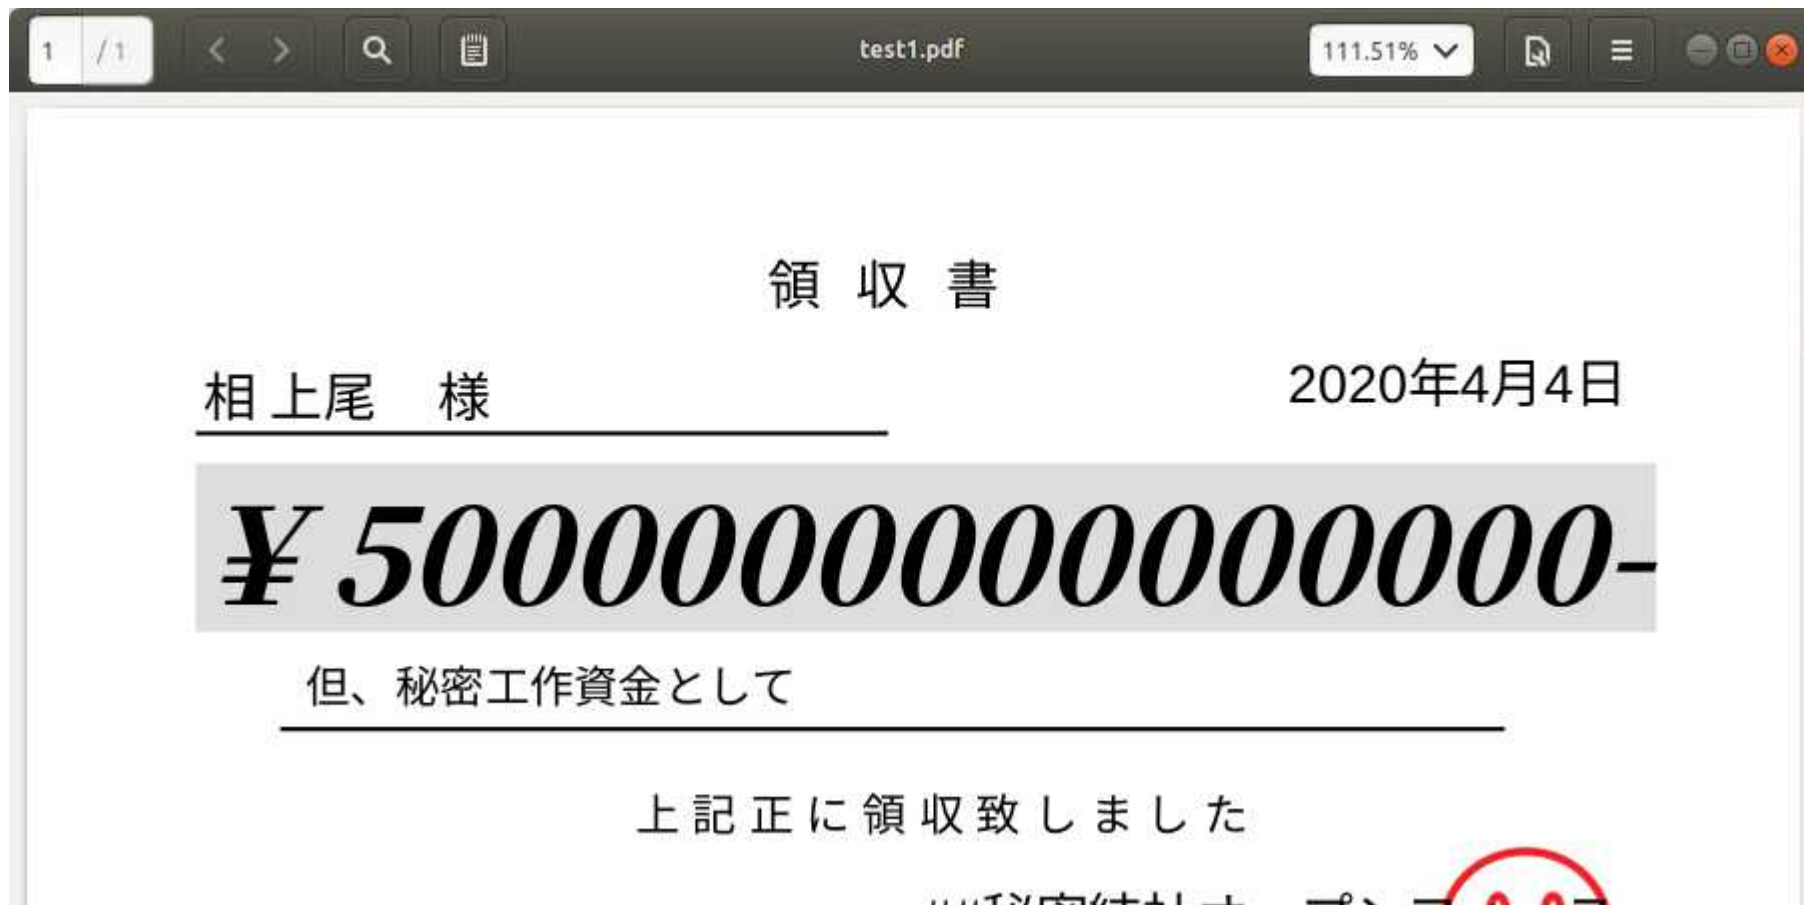 1 / 1 test1.pdf 111.51%
領 収 書
相 上尾　様 2020年4月4日
¥ 5000000000000000-
但、秘密工作資金として
上 記 正 に 領 収 致 し ま し た